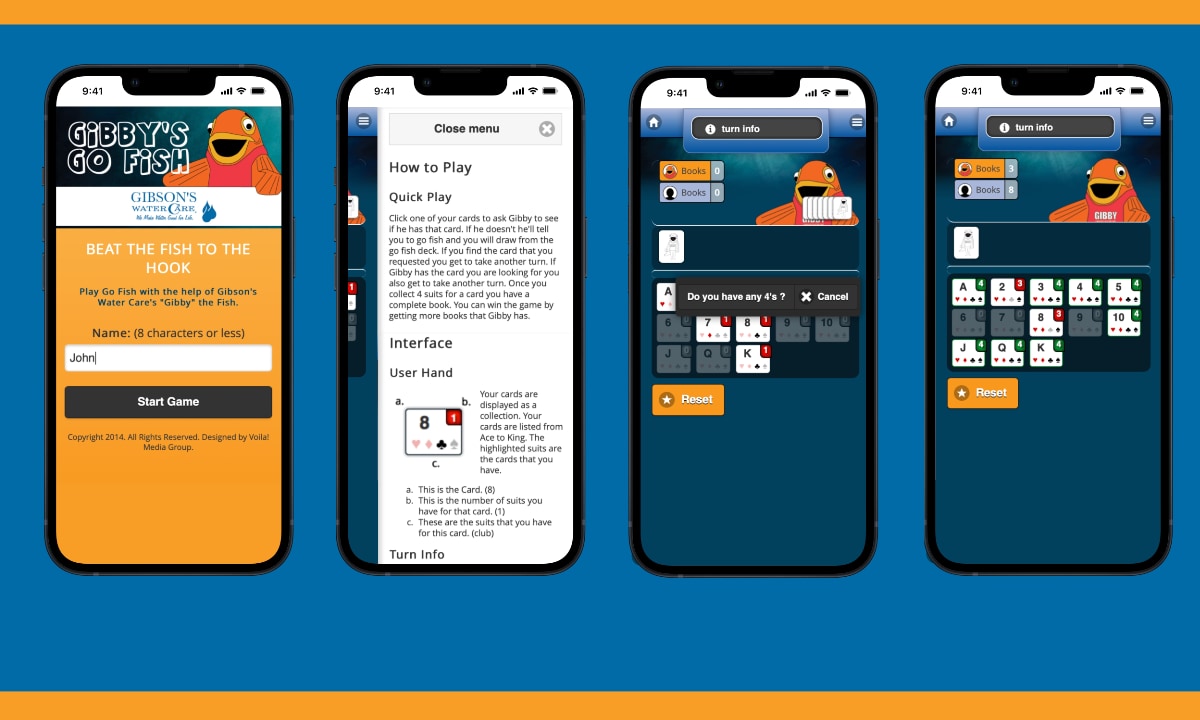 9:41
GIBBY'S
GO FISH
GIBSON'S
WATER CARE
We Make Water Good for Life.
BEAT THE FISH TO THE
HOOK
Play Go Fish with the help of Gibson's
Water Care's "Gibby" the Fish.
Name: (8 characters or less)
John
Start Game
Copyright 2014. All Rights Reserved. Designed by Voila!
Media Group.
9:41
Close menu
How to Play
Quick Play
Click one of your cards to ask Gibby to see
if he has that card. If he doesn't he'll tell
you to go fish and you will draw from the
go fish deck. If you find the card that you
requested you get to take another turn. If
Gibby has the card you are looking for you
also get to take another turn. Once you
collect 4 suits for a card you have a
complete book. You can win the game by
getting more books that Gibby has.
Interface
User Hand
a. b.
8 1
c.
Your cards are
displayed as a
collection. Your
cards are listed from
Ace to King. The
highlighted suits are
the cards that you
have.
a. This is the Card. (8)
b. This is the number of suits you
have for that card. (1)
c. These are the suits that you have
for this card. (club)
Turn Info
1
0
9:41
turn info
Books 0
Books 0
A
Do you have any 4's ? Cancel
6 0 7 1 8 1 9 0 10 0
J 0 Q 0 K 1
Reset
9:41
turn info
Books 3
Books 8
GIBBY
A 4 2 3 3 4 4 4 5 4
6 0 7 0 8 3 9 0 10 4
J 4 Q 4 K 4
Reset